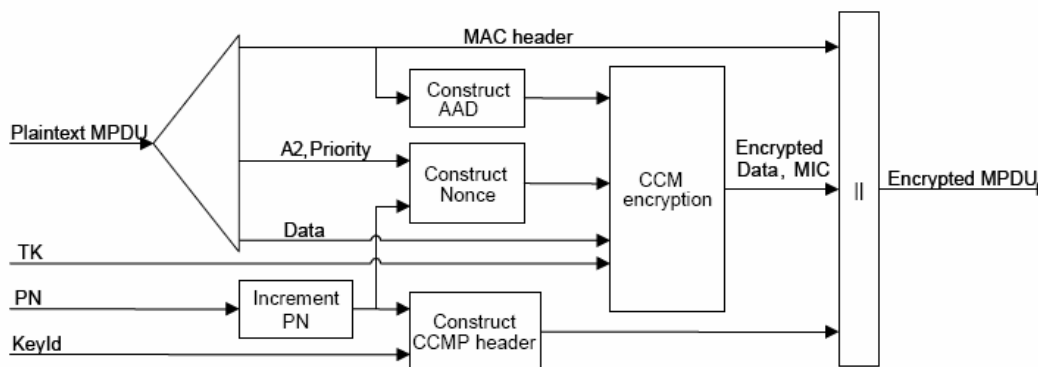 MAC header
Construct
AAD
Plaintext MPDU
A2,Priority
Construct
Nonce
CCM
encryption
Encrypted
Data, MIC
||
Encrypted MPDU
Data
TK
PN
Increment
PN
Construct
CCMP header
KeyId